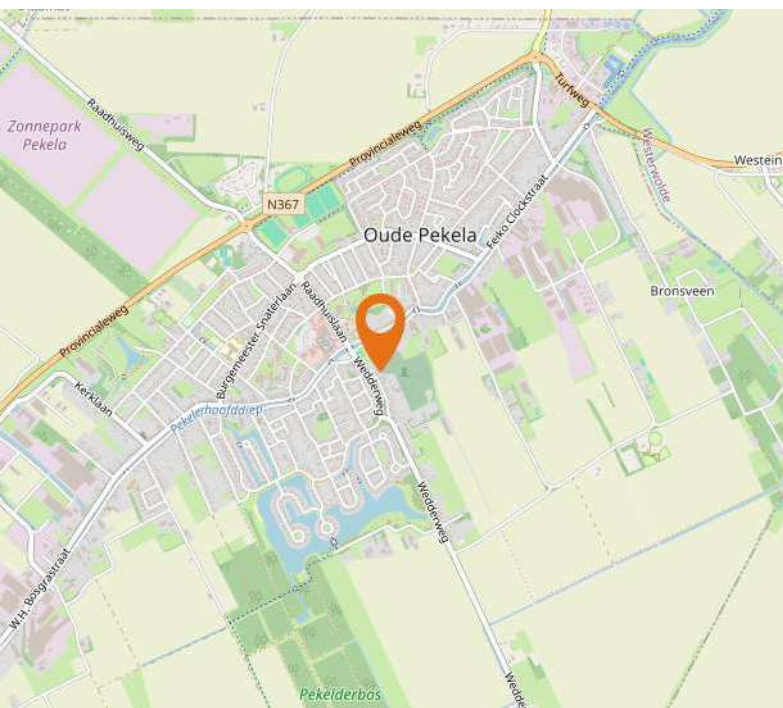 Raadhuisweg
Zonnepark
Pekela
Provincialeweg
Turfweg
Westerwolde
Westein
N367
Oude Pekela
Feiko Clockstraat
Bronsveen
Raadhuislaan
Burgemeester Snaterlaan
Provincialeweg
Kerklaan
Wedderweg
Pekelerhoofddiep
Wedderweg
W.H. Bosgrastraat
Pekelderbos
Wedde